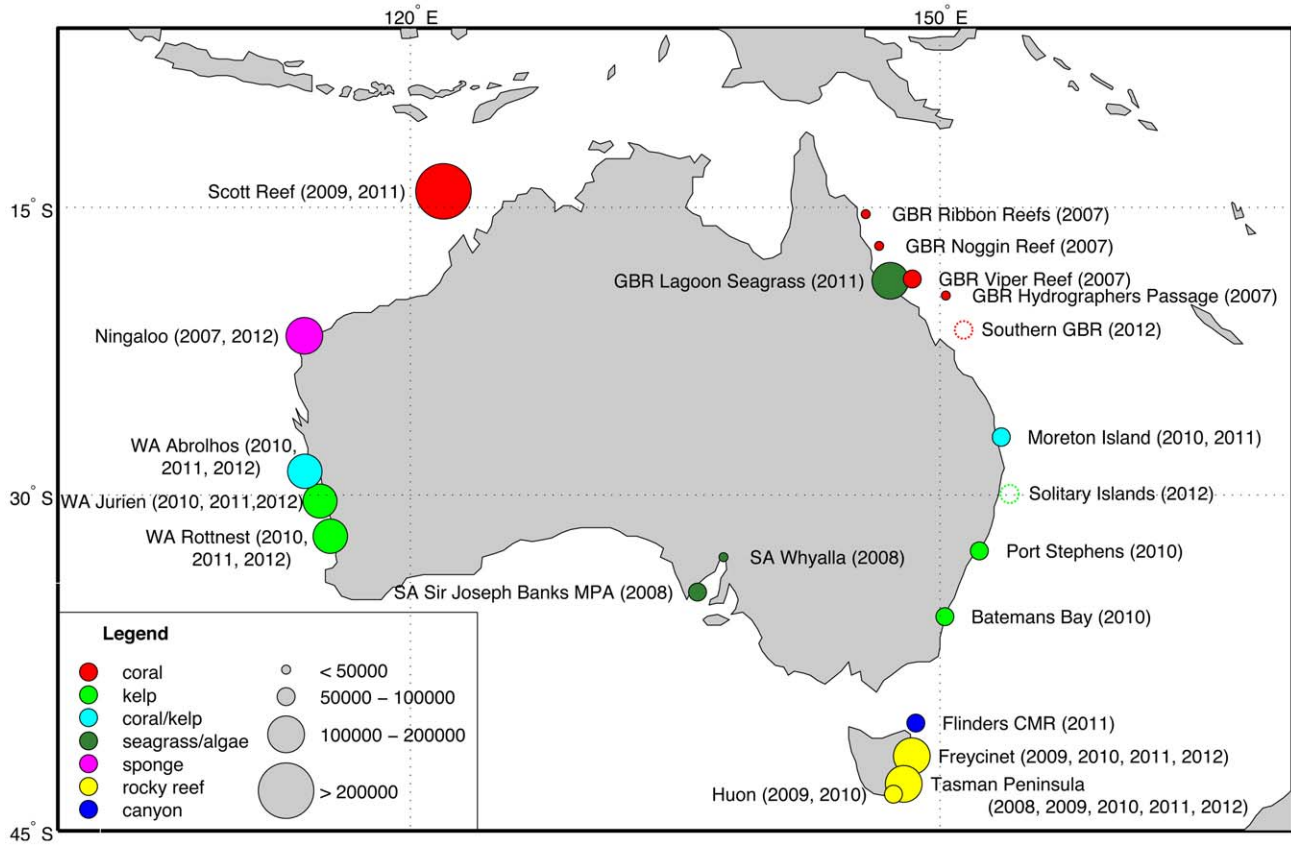 120° E
150° E
Scott Reef (2009, 2011)
15° S
GBR Ribbon Reefs (2007)
GBR Noggin Reef (2007)
GBR Lagoon Seagrass (2011)
GBR Viper Reef (2007)
GBR Hydrographers Passage (2007)
Ningaloo (2007, 2012)
Southern GBR (2012)
Moreton Island (2010, 2011)
WA Abrolhos (2010,
2011, 2012)
30° S
WA Jurien (2010, 2011,2012)
Solitary Islands (2012)
WA Rottnest (2010,
2011, 2012)
Port Stephens (2010)
SA Whyalla (2008)
SA Sir Joseph Banks MPA (2008)
Batemans Bay (2010)
Legend
coral
kelp
coral/kelp
seagrass/algae
sponge
rocky reef
canyon
< 50000
50000 − 100000
100000 − 200000
> 200000
Flinders CMR (2011)
Freycinet (2009, 2010, 2011, 2012)
Tasman Peninsula
(2008, 2009, 2010, 2011, 2012)
Huon (2009, 2010)
45° S